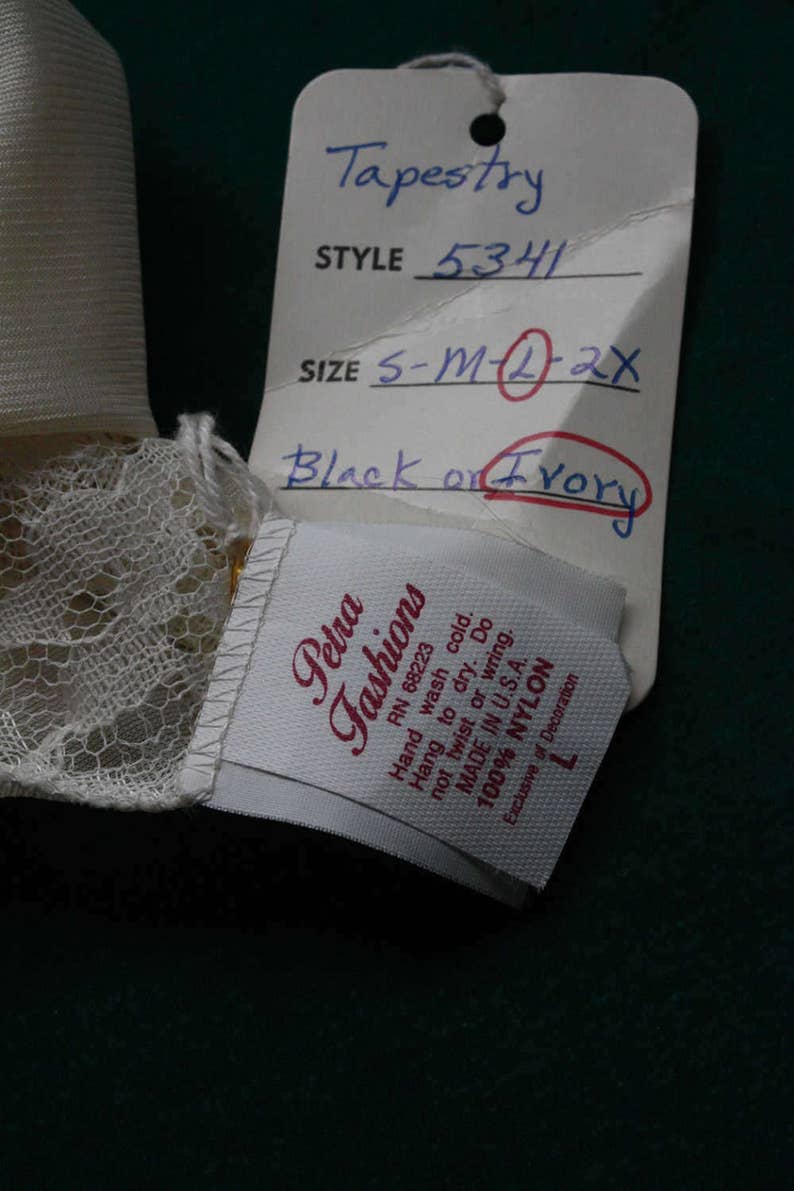 Tapestry
STYLE 5341
SIZE S-M-L-2X
Black or Ivory
Petra
Fashions
RN 68223
Hand wash cold.
Hang to dry. Do
not twist or wring.
MADE IN U.S.A.
100% NYLON
Exclusive of Decoration
L